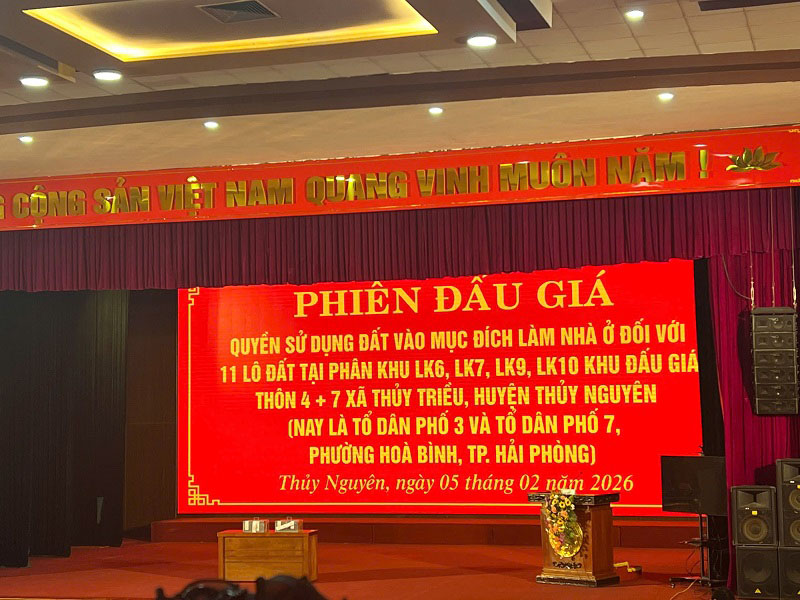 CỘNG SẢN VIỆT NAM QUANG VINH MUÔN NĂM !
PHIÊN ĐẤU GIÁ
QUYỀN SỬ DỤNG ĐẤT VÀO MỤC ĐÍCH LÀM NHÀ Ở ĐỐI VỚI
11 LÔ ĐẤT TẠI PHÂN KHU LK6, LK7, LK9, LK10 KHU ĐẤU GIÁ
THÔN 4 + 7 XÃ THỦY TRIỀU, HUYỆN THỦY NGUYÊN
(NAY LÀ TỔ DÂN PHỐ 3 VÀ TỔ DÂN PHỐ 7,
PHƯỜNG HOÀ BÌNH, TP. HẢI PHÒNG)
Thủy Nguyên, ngày 05 tháng 02 năm 2026